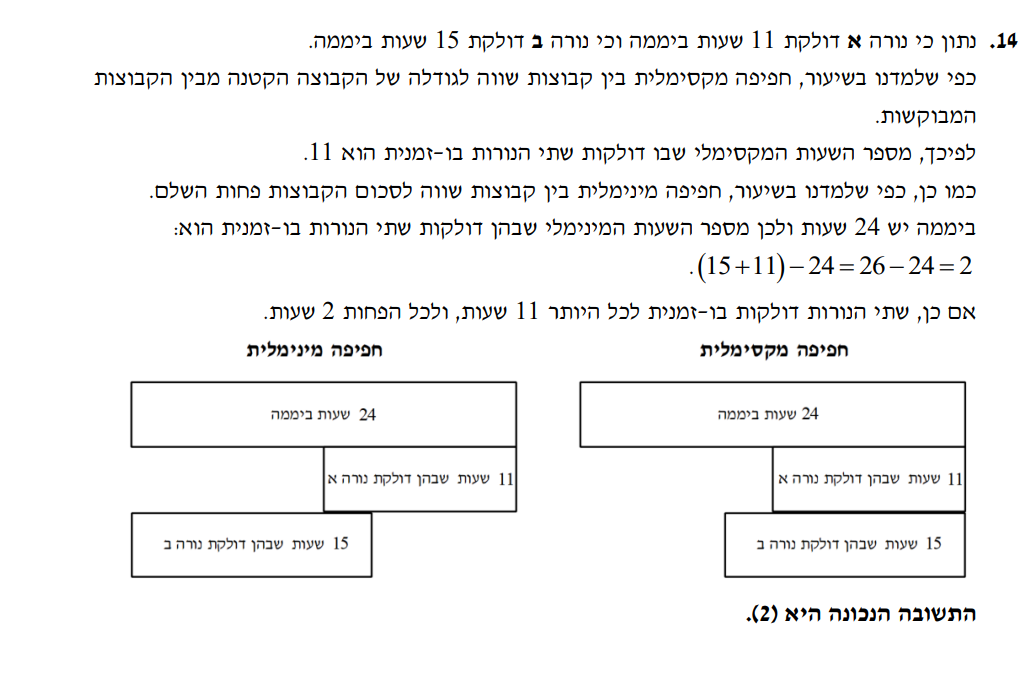 14. נתון כי נורה א דולקת 11 שעות ביממה וכי נורה ב דולקת 15 שעות ביממה.
כפי שלמדנו בשיעור, חפיפה מקסימלית בין קבוצות שווה לגודלה של הקבוצה הקטנה מבין הקבוצות
המבוקשות.
לפיכך, מספר השעות המקסימלי שבו דולקות שתי הנורות בו-זמנית הוא 11.
כמו כן, כפי שלמדנו בשיעור, חפיפה מינימלית בין קבוצות שווה לסכום הקבוצות פחות השלם.
ביממה יש 24 שעות ולכן מספר השעות המינימלי שבהן דולקות שתי הנורות בו-זמנית הוא:
(15+11)−24=26−24=2.
אם כן, שתי הנורות דולקות בו-זמנית לכל היותר 11 שעות, ולכל הפחות 2 שעות.
חפיפה מקסימלית
24 שעות ביממה
11 שעות שבהן דולקת נורה א
15 שעות שבהן דולקת נורה ב
חפיפה מינימלית
24 שעות ביממה
11 שעות שבהן דולקת נורה א
15 שעות שבהן דולקת נורה ב
התשובה הנכונה היא (2).